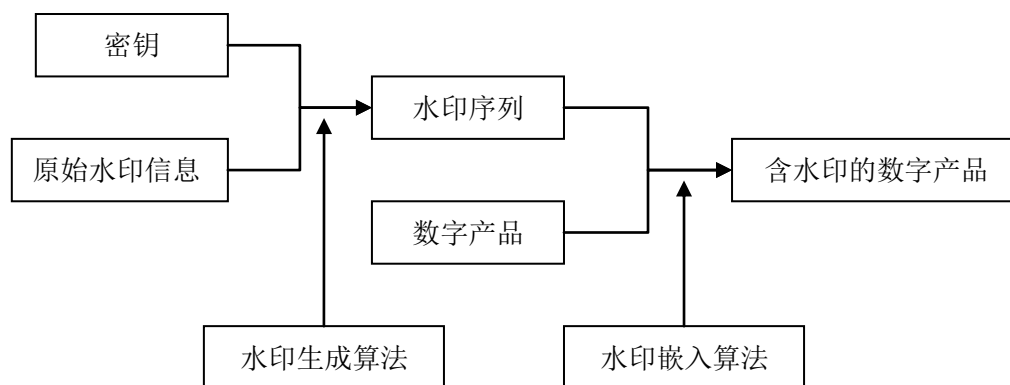 密钥
原始水印信息
水印序列
数字产品
含水印的数字产品
水印生成算法
水印嵌入算法